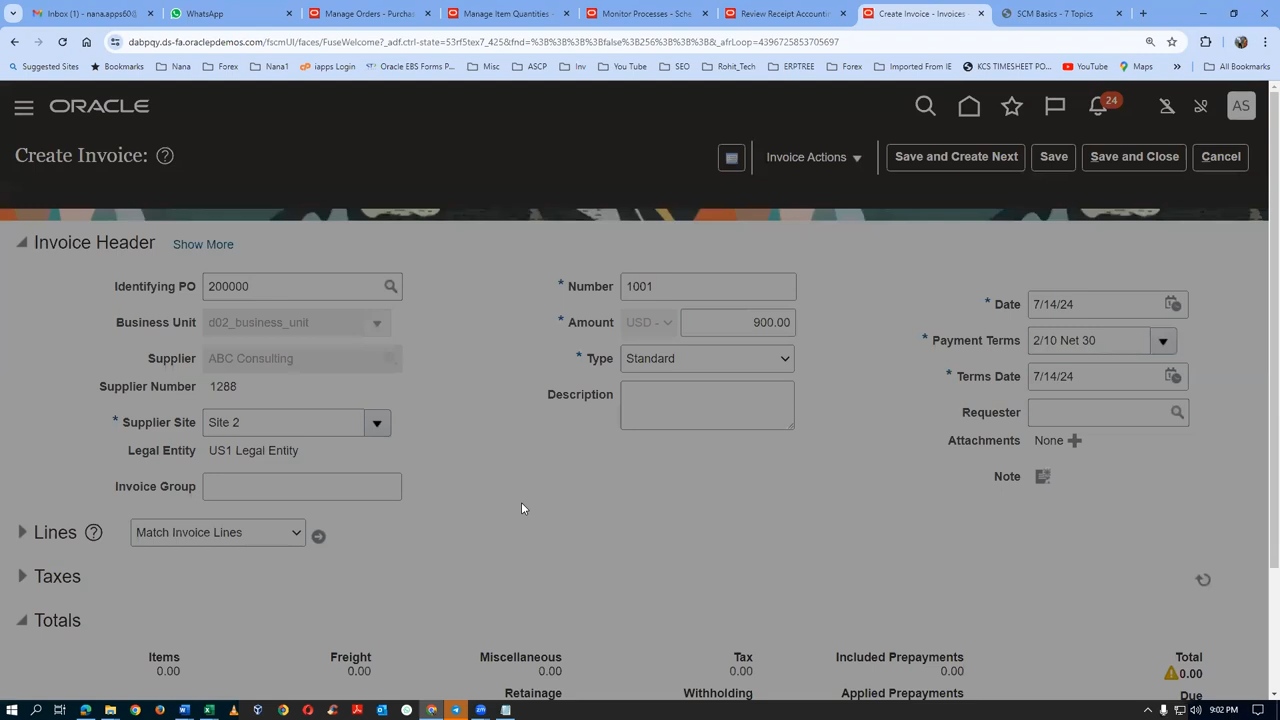 Inbox (91) - nana.apps60@
WhatsApp
Manage Orders - Purchas
Manage Item Quantities -
Monitor Processes - Sche
Review Receipt Accountin
Create Invoice - Invoices -
SCM Basics - 7 Topics
dabpqy.ds-fa.oraclepdemos.com/fscmUI/faces/FuseWelcome?_adf.ctrl-state=53rf5tex7_425&fnd=%3B%3B%3B%3Bfalse%3B256%3B%3B%3B&_afrLoop=4396725853705697
Suggested Sites
Bookmarks
Nana
Forex
Nana1
iapps Login
Oracle EBS Forms P...
Misc
ASCP
Inv
You Tube
SEO
Rohit_Tech
ERPTREE
Forex
Imported From IE
KCS TIMESHEET PO...
YouTube
Maps
»
All Bookmarks
ORACLE
24
AS
Create Invoice: ?
Invoice Actions
Save and Create Next
Save
Save and Close
Cancel
Invoice Header Show More
Identifying PO 200000
* Number 1001
* Date 7/14/24
Business Unit d02_business_unit
* Amount USD - 900.00
* Payment Terms 2/10 Net 30
Supplier ABC Consulting
* Type Standard
* Terms Date 7/14/24
Supplier Number 1288
Description
Requester
* Supplier Site Site 2
Attachments None
Legal Entity US1 Legal Entity
Note
Invoice Group
Lines ? Match Invoice Lines
Taxes
Totals
Items Freight Miscellaneous Tax Included Prepayments Total
0.00 0.00 0.00 0.00 0.00 0.00
Retainage Withholding Applied Prepayments Due
9:02 PM